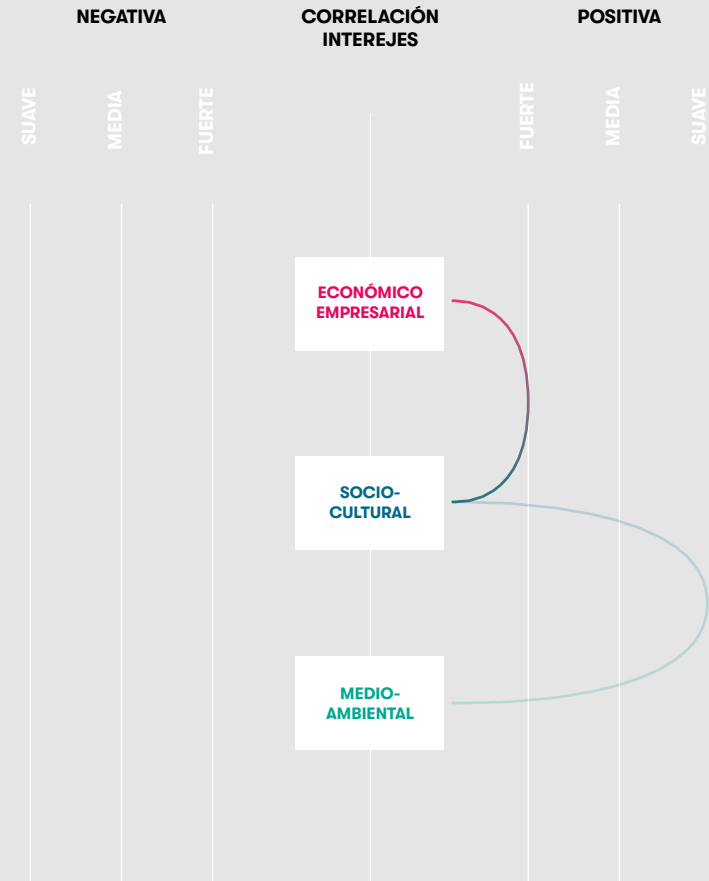 NEGATIVA
CORRELACIÓN
INTEREJES
POSITIVA
SUAVE
MEDIA
FUERTE
FUERTE
MEDIA
SUAVE
ECONÓMICO
EMPRESARIAL
SOCIO-
CULTURAL
MEDIO-
AMBIENTAL